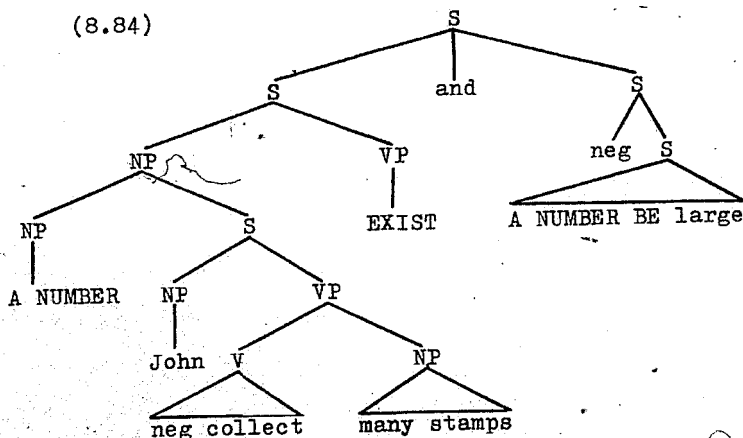 (8.84)
S
S and S
NP VP neg S
NP S EXIST A NUMBER BE large
A NUMBER NP VP
John V NP
neg collect many stamps